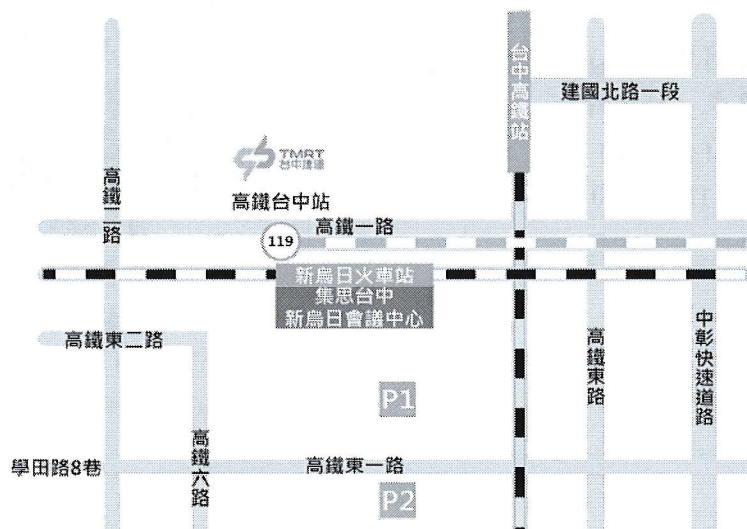 台中高鐵站
建國北路一段
TMRT
台中捷運
高鐵二路
高鐵台中站
高鐵一路
119
新烏日火車站
集思台中
新烏日會議中心
高鐵東二路
高鐵東路
中彰快速道路
P1
高鐵六路
學田路8巷
高鐵東一路
P2